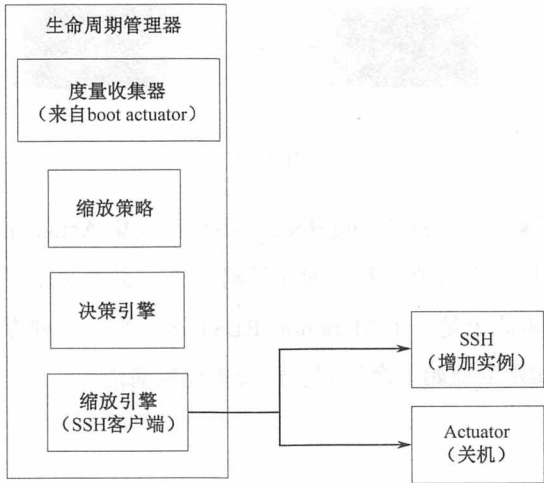 生命周期管理器
度量收集器
（来自boot actuator）
缩放策略
决策引擎
缩放引擎
(SSH客户端)
SSH
（增加实例）
Actuator
（关机）